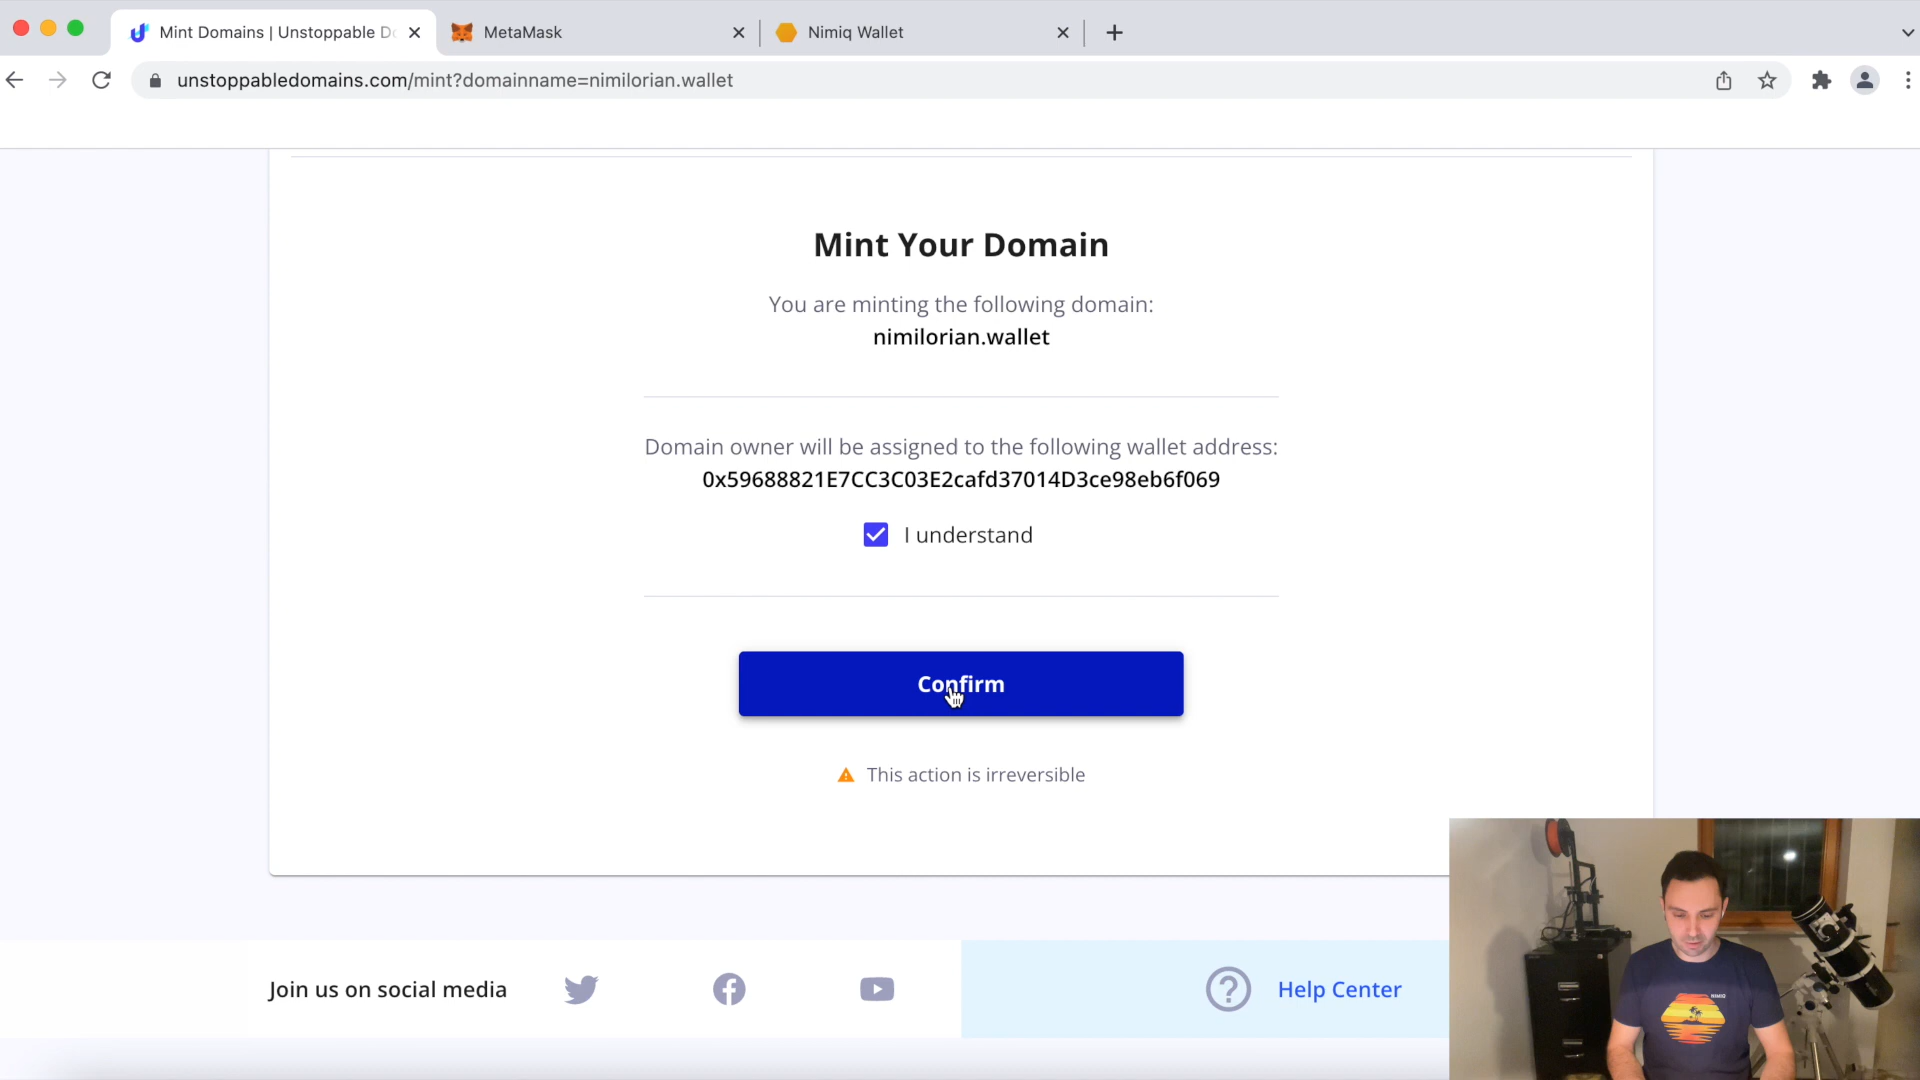 Mint Domains | Unstoppable Do
MetaMask
Nimiq Wallet
unstoppabledomains.com/mint?domainname=nimilorian.wallet
Mint Your Domain
You are minting the following domain:
nimilorian.wallet
Domain owner will be assigned to the following wallet address:
0x59688821E7CC3C03E2cafd37014D3ce98eb6f069
I understand
Confirm
This action is irreversible
Join us on social media
Help Center
NIMIQ